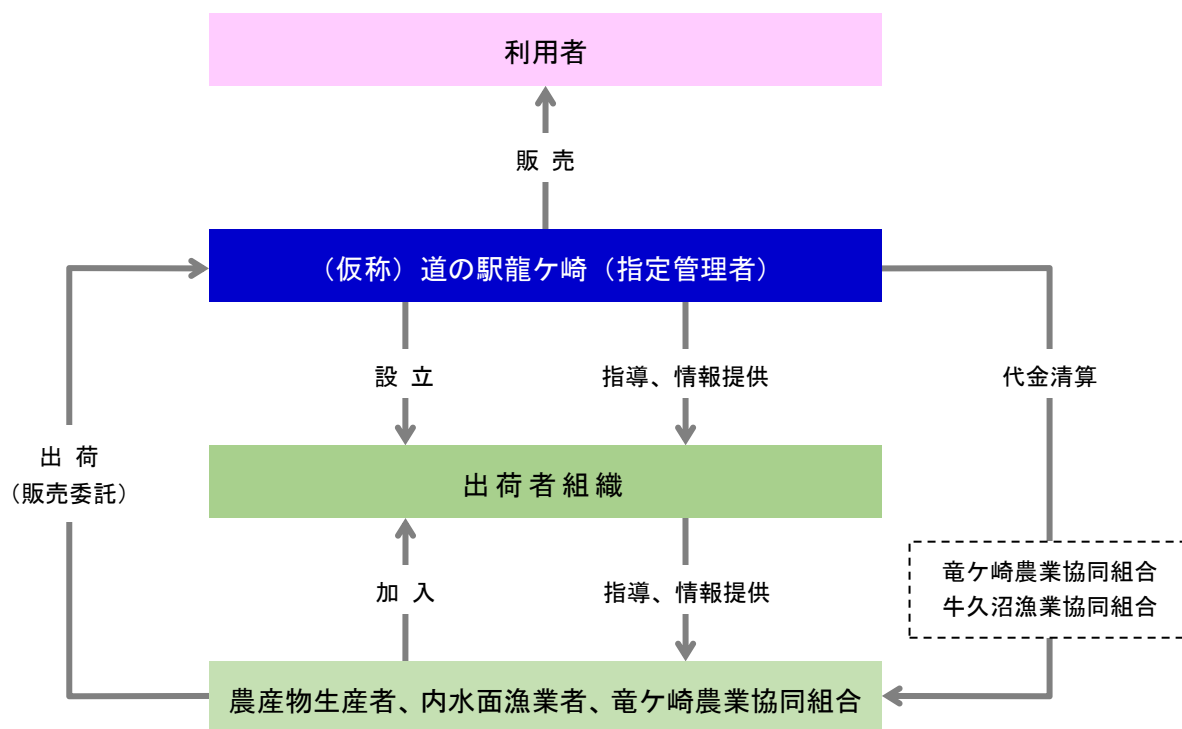 利用者
販 売
（仮称）道の駅龍ケ崎（指定管理者）
設 立
指導、情報提供
代金清算
出 荷
（販売委託）
出荷者組織
加 入
指導、情報提供
竜ケ崎農業協同組合
牛久沼漁業協同組合
農産物生産者、内水面漁業者、竜ケ崎農業協同組合